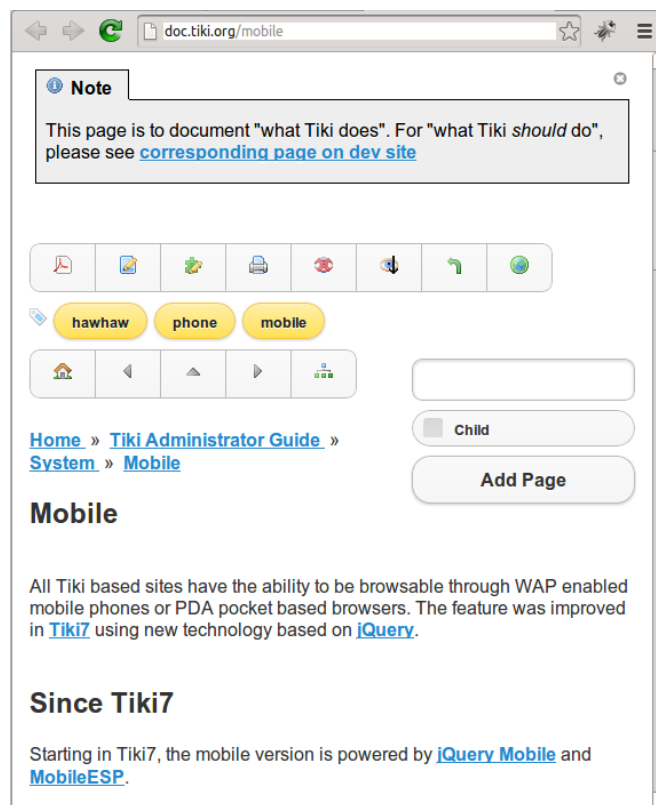 doc.tiki.org/mobile
Note
This page is to document "what Tiki does". For "what Tiki should do",
please see corresponding page on dev site
hawhaw phone mobile
Home » Tiki Administrator Guide »
System » Mobile
Child
Add Page
Mobile
All Tiki based sites have the ability to be browsable through WAP enabled
mobile phones or PDA pocket based browsers. The feature was improved
in Tiki7 using new technology based on jQuery.
Since Tiki7
Starting in Tiki7, the mobile version is powered by jQuery Mobile and
MobileESP.